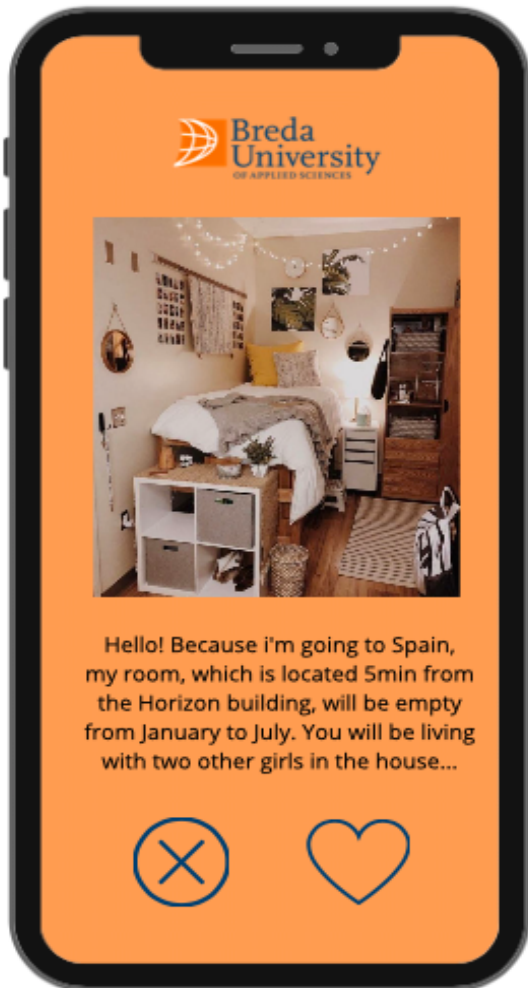 Breda
University
OF APPLIED SCIENCES
Hello! Because i'm going to Spain,
my room, which is located 5min from
the Horizon building, will be empty
from January to July. You will be living
with two other girls in the house...